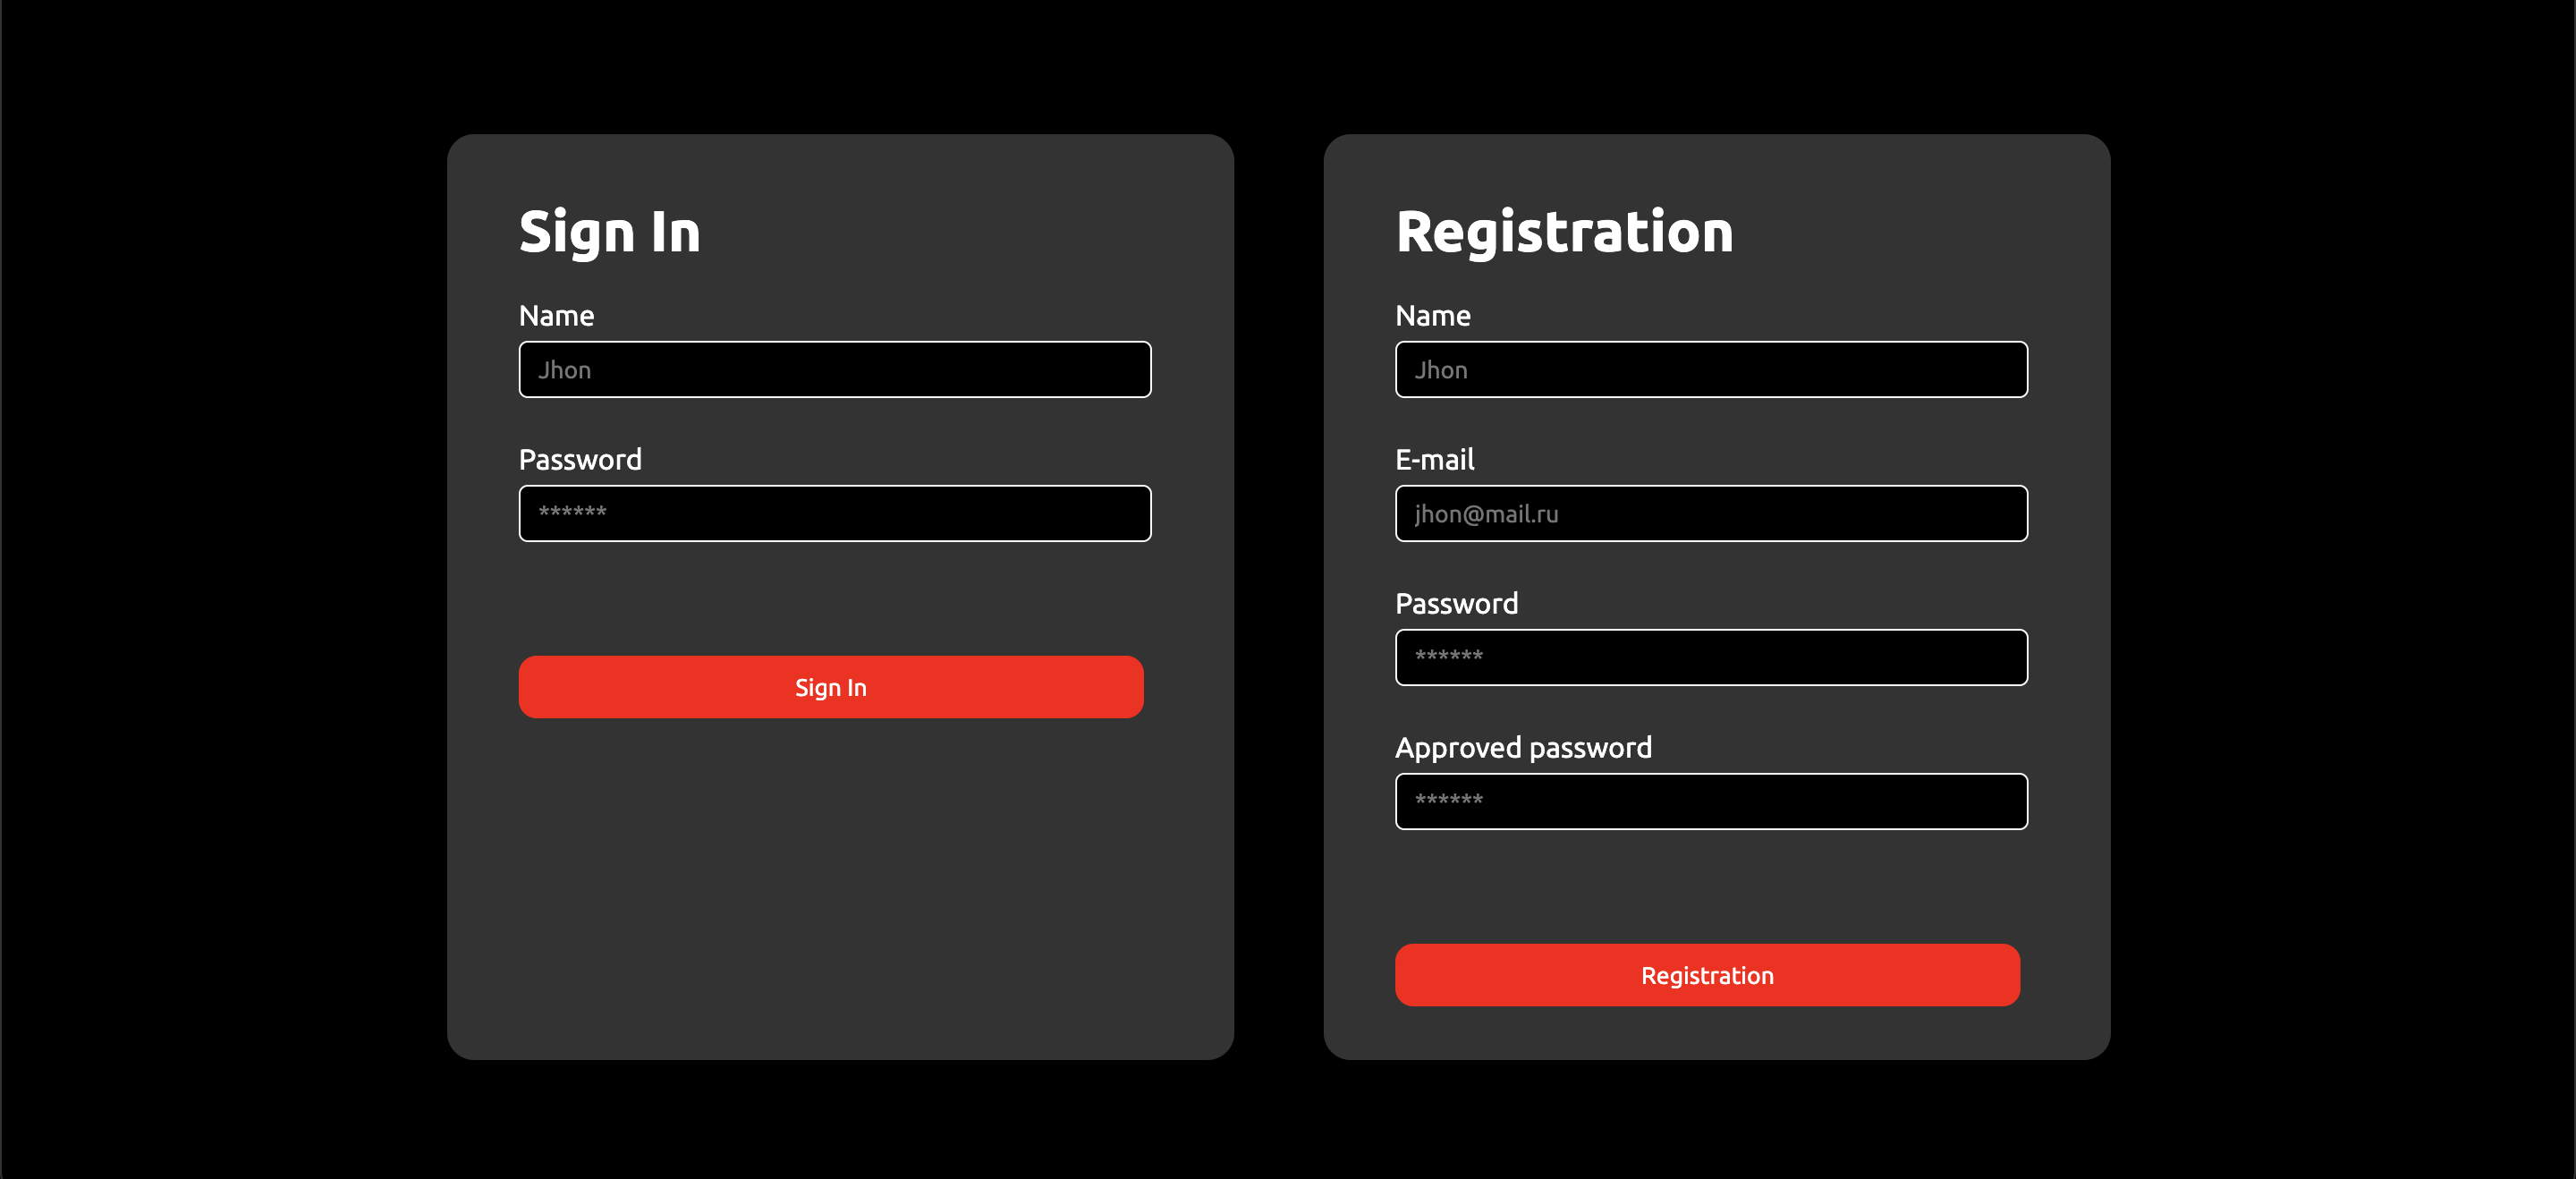 Sign In
Name
Jhon
Password
******
Sign In
Registration
Name
Jhon
E-mail
jhon@mail.ru
Password
******
Approved password
******
Registration